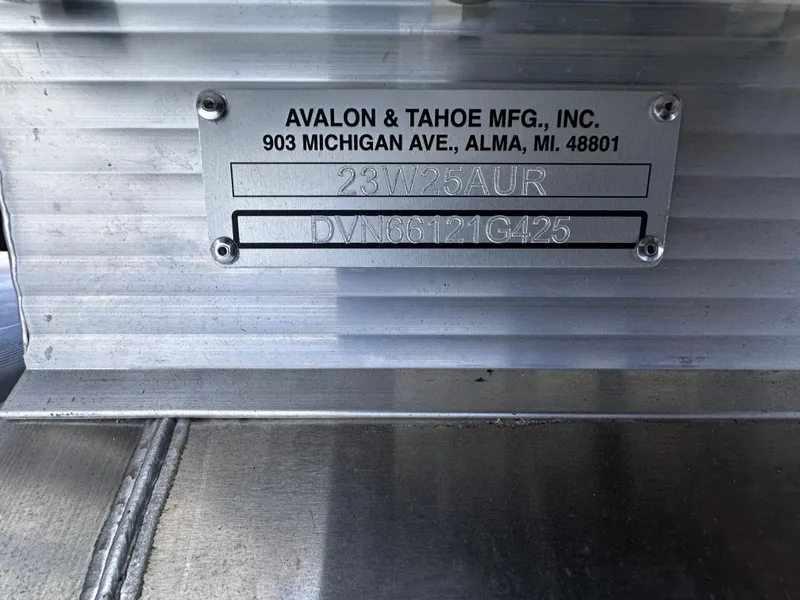 AVALON & TAHOE MFG., INC.
903 MICHIGAN AVE., ALMA, MI. 48801
23W25AUR
DVN66121G425